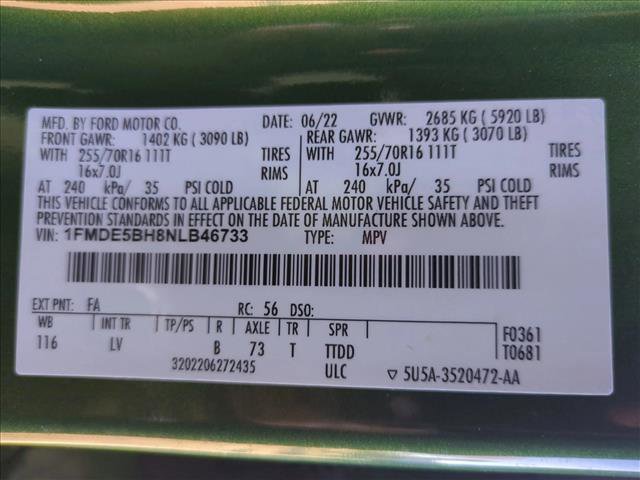 MFD. BY FORD MOTOR CO. DATE: 06/22 GVWR: 2685 KG ( 5920 LB)
FRONT GAWR: 1402 KG ( 3090 LB) REAR GAWR: 1393 KG ( 3070 LB)
WITH 255/70R16 111T TIRES WITH 255/70R16 111T TIRES
16x7.0J RIMS 16x7.0J RIMS
AT 240 kPa/ 35 PSI COLD AT 240 kPa/ 35 PSI COLD
THIS VEHICLE CONFORMS TO ALL APPLICABLE FEDERAL MOTOR VEHICLE SAFETY AND THEFT
PREVENTION STANDARDS IN EFFECT ON THE DATE OF MANUFACTURE SHOWN ABOVE.
VIN: 1FMDE5BH8NLB46733 TYPE: MPV
EXT PNT: FA RC: 56 DSO:
WB INT TR TP/PS R AXLE TR SPR F0361
116 LV B 73 T TTDD T0681
3202206272435 ULC ▽ 5U5A-3520472-AA